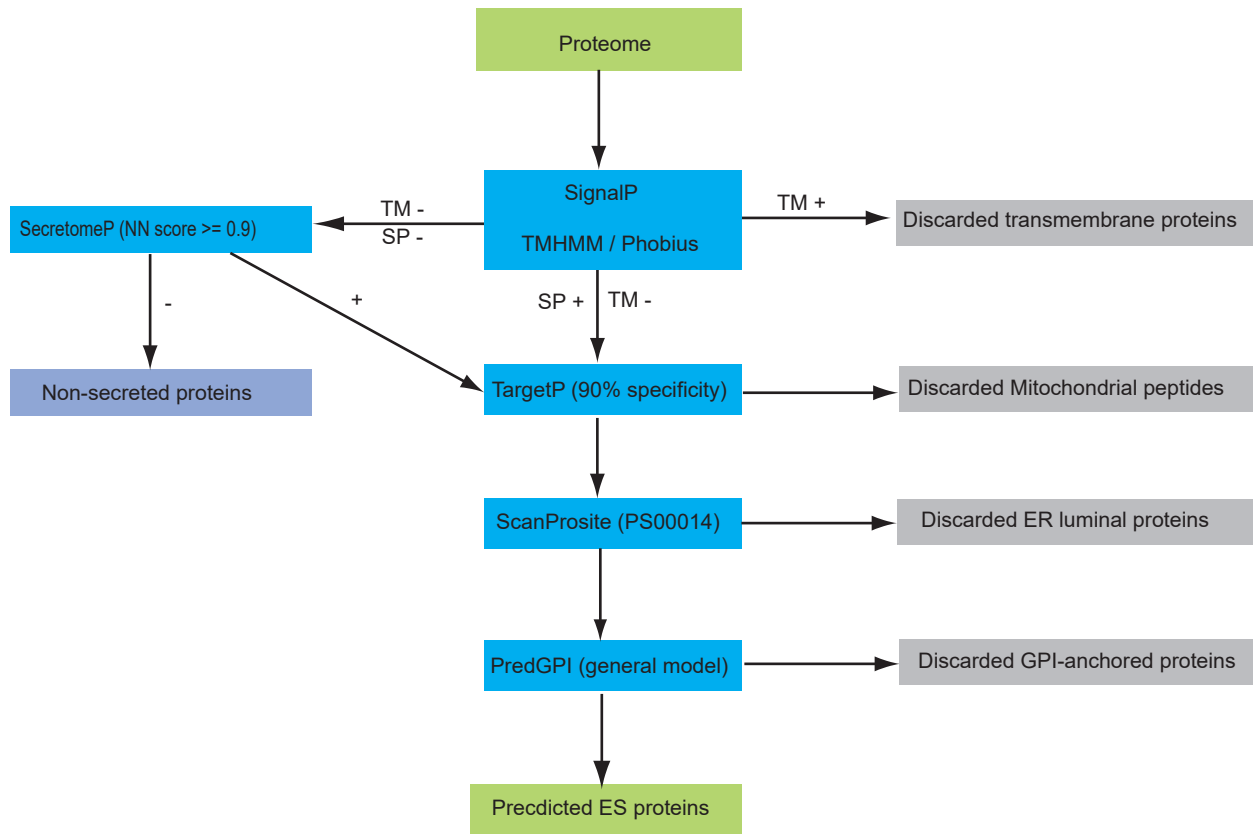 Proteome
SignalP
TMHMM / Phobius
TM -
SP -
TM +
SecretomeP (NN score >= 0.9)
Discarded transmembrane proteins
-
+
SP +
TM -
Non-secreted proteins
TargetP (90% specificity)
Discarded Mitochondrial peptides
ScanProsite (PS00014)
Discarded ER luminal proteins
PredGPI (general model)
Discarded GPI-anchored proteins
Precdicted ES proteins